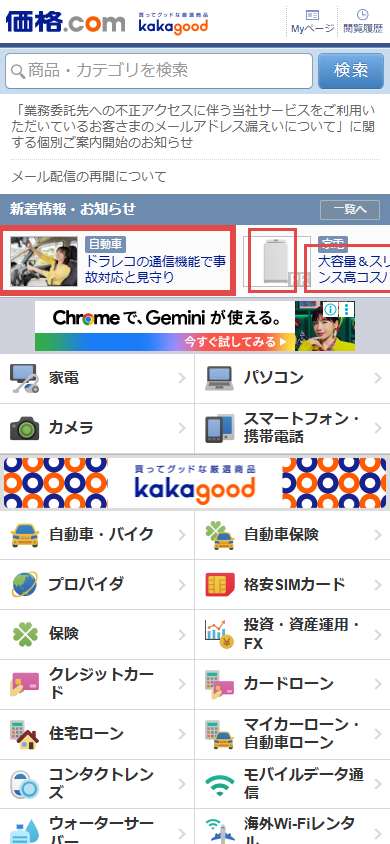 価格.com
買ってグッドな厳選商品
kakagood
Myページ
閲覧履歴
商品・カテゴリを検索
検索
「業務委託先への不正アクセスに伴う当社サービスをご利用い
ただいているお客さまのメールアドレス漏えいについて」に関
する個別ご案内開始のお知らせ
メール配信の再開について
新着情報・お知らせ
一覧へ
自動車
ドラレコの通信機能で事
故対応と見守り
家電
大容量＆スリ
ンス高コスパ
Chromeで、Gemini が使える。
今すぐ試してみる
家電
パソコン
カメラ
スマートフォン・
携帯電話
買ってグッドな厳選商品
kakagood
自動車・バイク
自動車保険
プロバイダ
格安SIMカード
保険
投資・資産運用・
FX
クレジットカー
ド
カードローン
住宅ローン
マイカーローン・
自動車ローン
コンタクトレン
ズ
モバイルデータ通
信
ウォーターサー
バー
海外Wi-Fiレンタ
ル